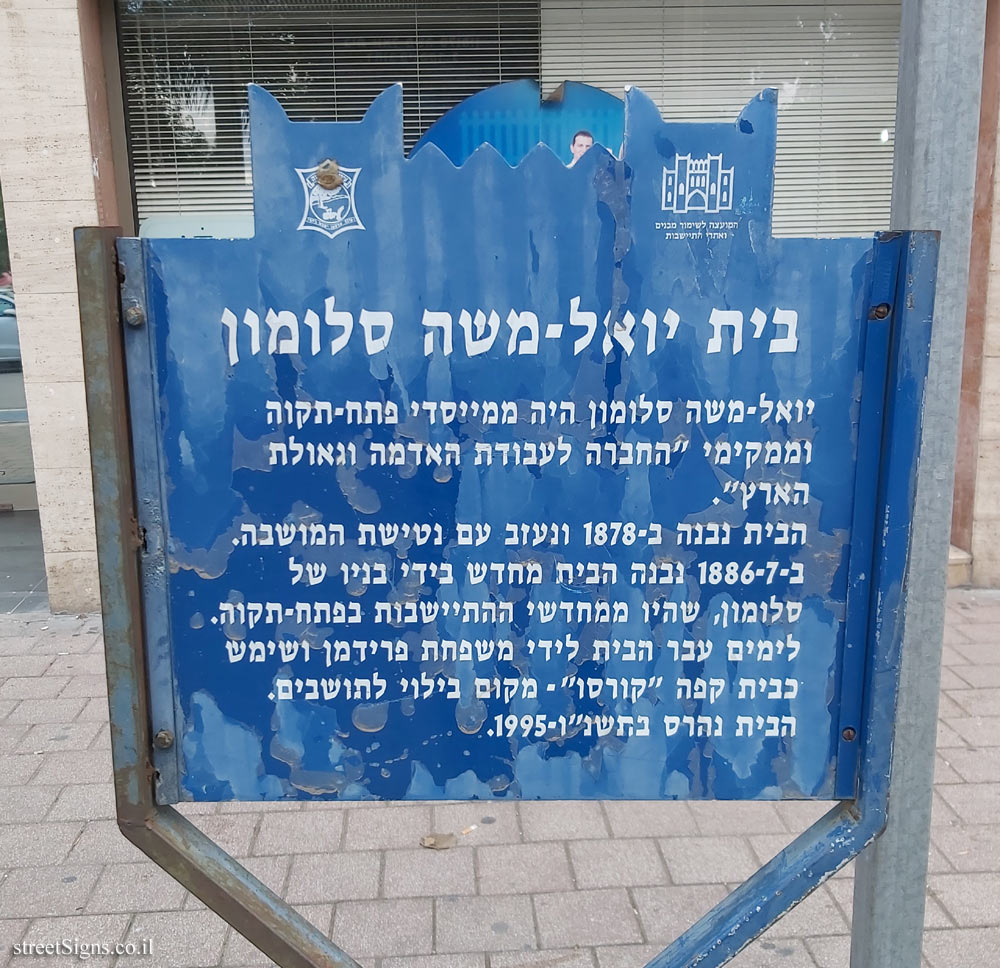 המועצה לשימור מבנים
ואתרי התיישבות
בית יואל-משה סלומון
יואל-משה סלומון היה ממייסדי פתח-תקוה
וממקימי "החברה לעבודת האדמה וגאולת
הארץ".
הבית נבנה ב-1878 ונעזב עם נטישת המושבה.
ב-1886-7 נבנה הבית מחדש בידי בניו של
סלומון, שהיו ממחדשי ההתיישבות בפתח-תקוה.
לימים עבר הבית לידי משפחת פרידמן ושימש
כבית קפה "קורסו"- מקום בילוי לתושבים.
הבית נהרס בתשנ"ו-1995.
streetSigns.co.il